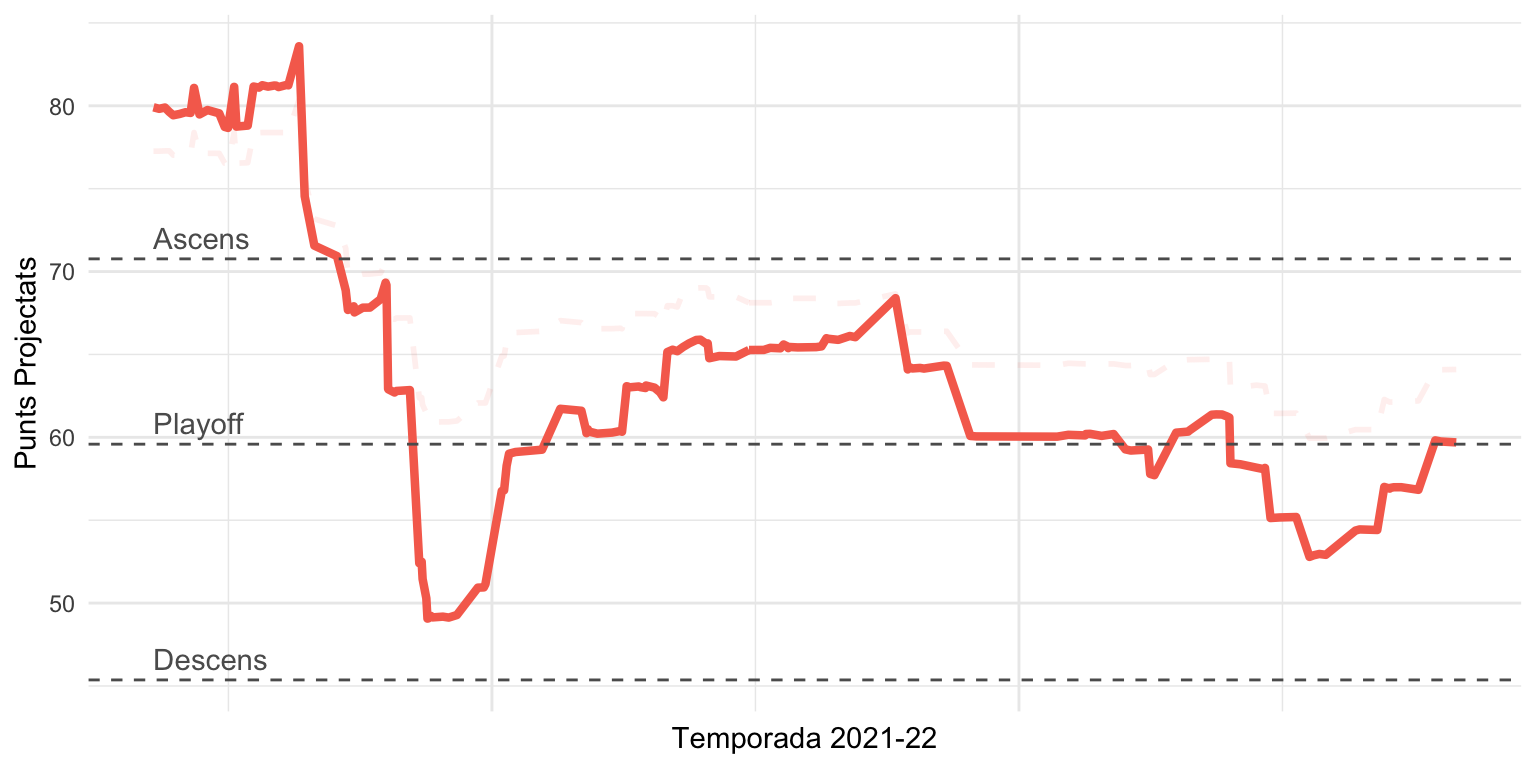 Punts Projectats
80
70
60
50
Ascens
Playoff
Descens
Temporada 2021-22